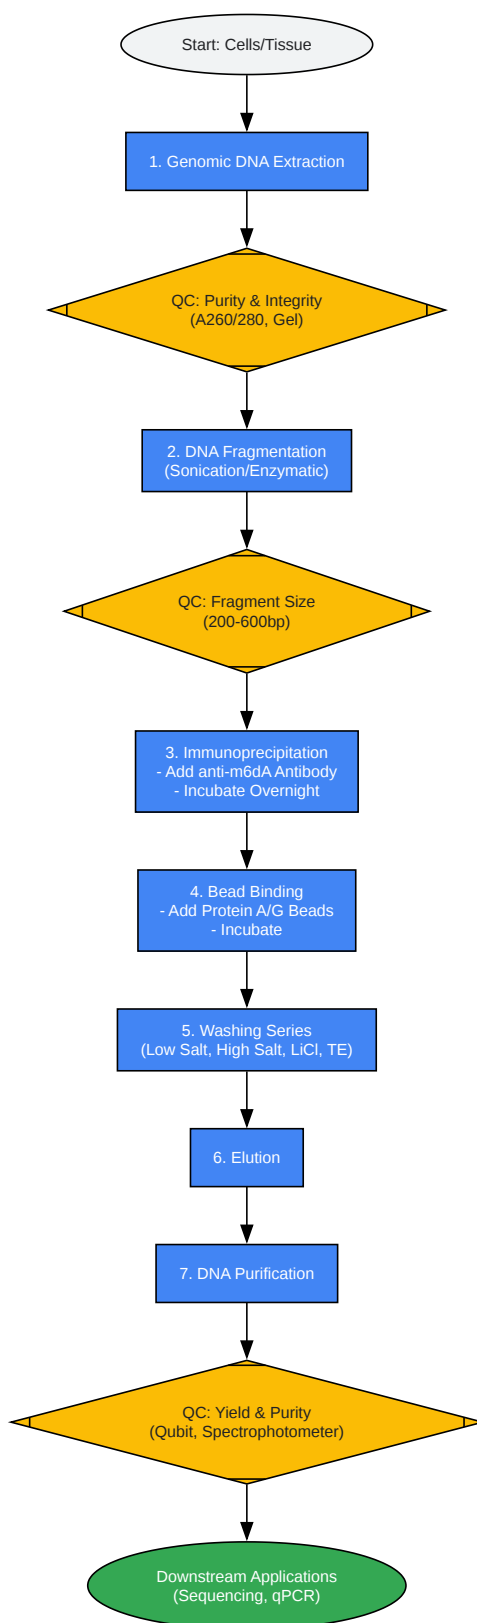 Start: Cells/Tissue
1. Genomic DNA Extraction
QC: Purity & Integrity
(A260/280, Gel)
2. DNA Fragmentation
(Sonication/Enzymatic)
QC: Fragment Size
(200-600bp)
3. Immunoprecipitation
- Add anti-m6dA Antibody
- Incubate Overnight
4. Bead Binding
- Add Protein A/G Beads
- Incubate
5. Washing Series
(Low Salt, High Salt, LiCl, TE)
6. Elution
7. DNA Purification
QC: Yield & Purity
(Qubit, Spectrophotometer)
Downstream Applications
(Sequencing, qPCR)